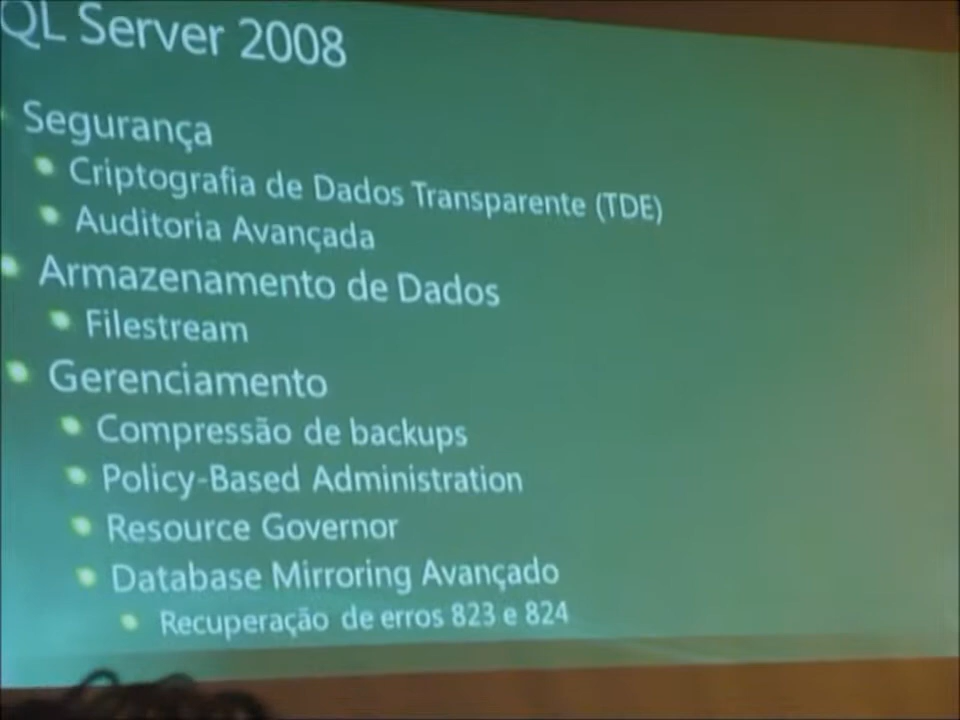 QL Server 2008
Segurança
Criptografia de Dados Transparente (TDE)
Auditoria Avançada
Armazenamento de Dados
Filestream
Gerenciamento
Compressão de backups
Policy-Based Administration
Resource Governor
Database Mirroring Avançado
Recuperação de erros 823 e 824